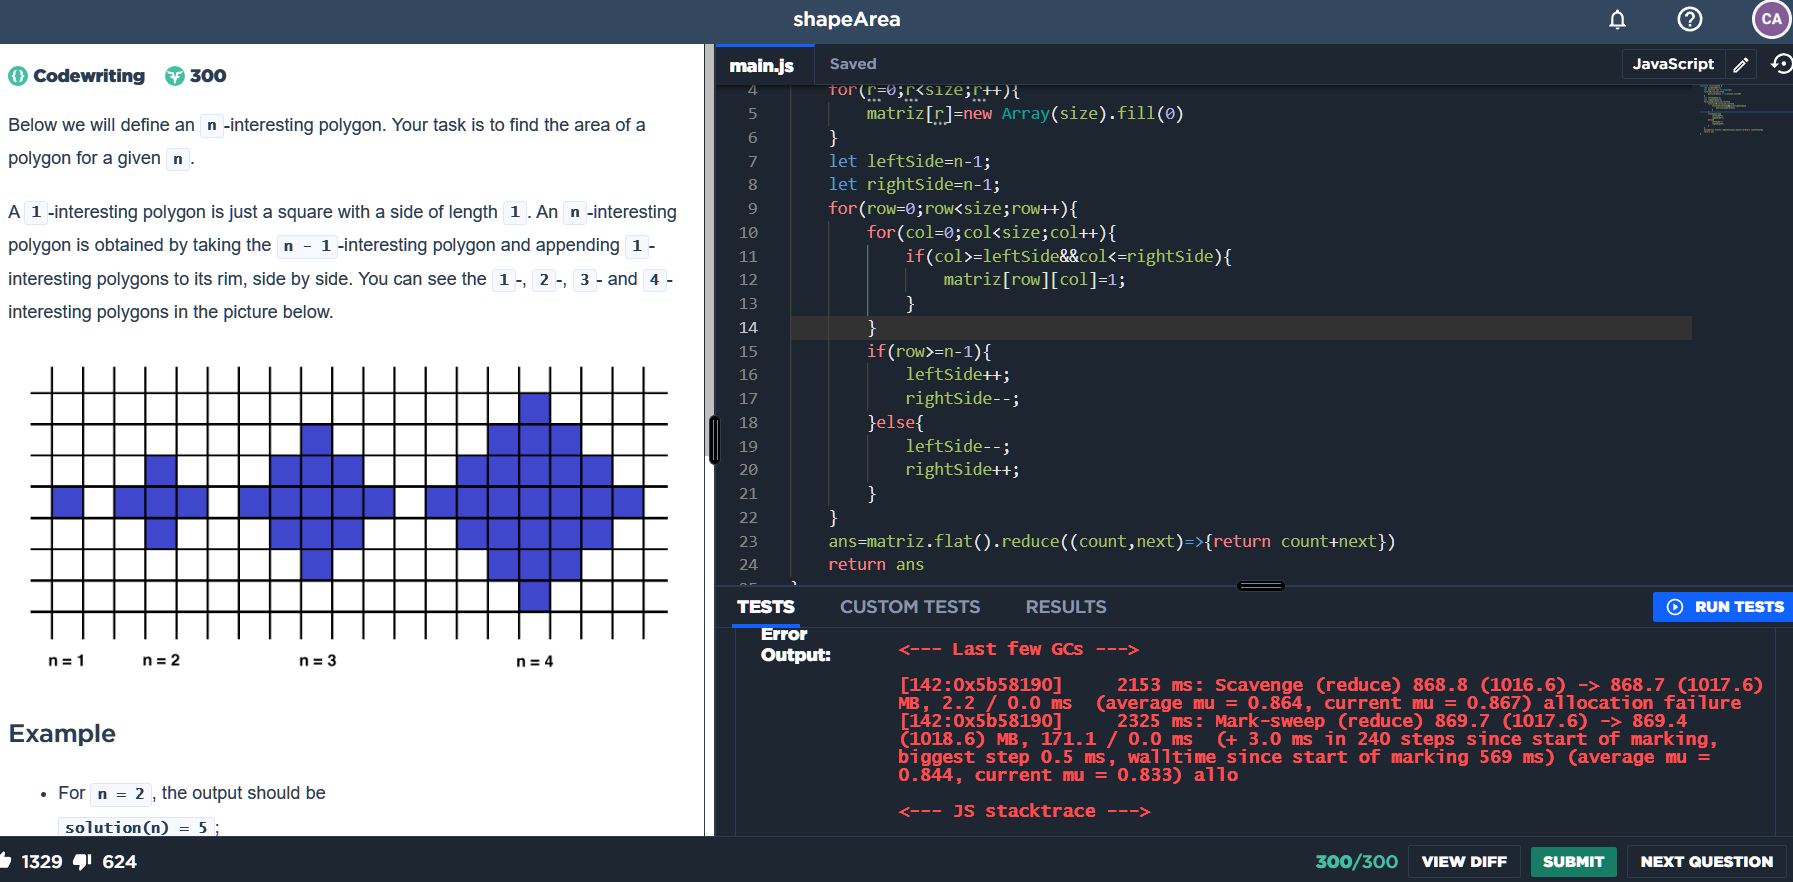 shapeArea
CA
Codewriting 300
Below we will define an n -interesting polygon. Your task is to find the area of a
polygon for a given n .
A 1 -interesting polygon is just a square with a side of length 1 . An n -interesting
polygon is obtained by taking the n - 1 -interesting polygon and appending 1 -
interesting polygons to its rim, side by side. You can see the 1 -, 2 -, 3 - and 4 -
interesting polygons in the picture below.
n = 1 n = 2 n = 3 n = 4
Example
• For n = 2 , the output should be
solution(n) = 5 ;
1329 624
main.js Saved JavaScript
4 for(r=0;r<size;r++){
5 matriz[r]=new Array(size).fill(0)
6 }
7 let leftSide=n-1;
8 let rightSide=n-1;
9 for(row=0;row<size;row++){
10 for(col=0;col<size;col++){
11 if(col>=leftSide&&col<=rightSide){
12 matriz[row][col]=1;
13 }
14 }
15 if(row>=n-1){
16 leftSide++;
17 rightSide--;
18 }else{
19 leftSide--;
20 rightSide++;
21 }
22 }
23 ans=matriz.flat().reduce((count,next)=>{return count+next})
24 return ans
TESTS CUSTOM TESTS RESULTS RUN TESTS
Error
Output:
<--- Last few GCs --->
[142:0x5b58190] 2153 ms: Scavenge (reduce) 868.8 (1016.6) -> 868.7 (1017.6)
MB, 2.2 / 0.0 ms (average mu = 0.864, current mu = 0.867) allocation failure
[142:0x5b58190] 2325 ms: Mark-sweep (reduce) 869.7 (1017.6) -> 869.4
(1018.6) MB, 171.1 / 0.0 ms (+ 3.0 ms in 240 steps since start of marking,
biggest step 0.5 ms, walltime since start of marking 569 ms) (average mu =
0.844, current mu = 0.833) allo
<--- JS stacktrace --->
300/300 VIEW DIFF SUBMIT NEXT QUESTION